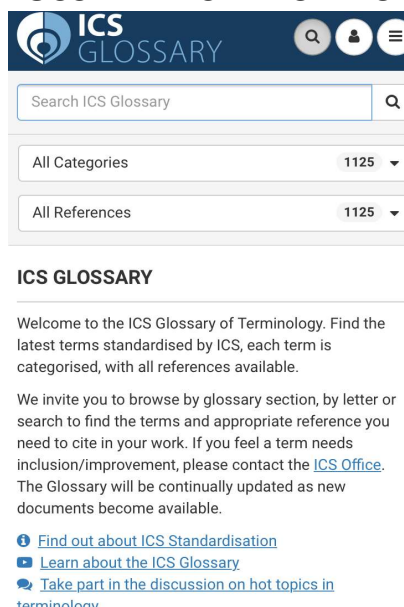 ICS
GLOSSARY
Search ICS Glossary
All Categories 1125
All References 1125
ICS GLOSSARY
Welcome to the ICS Glossary of Terminology. Find the
latest terms standardised by ICS, each term is
categorised, with all references available.
We invite you to browse by glossary section, by letter or
search to find the terms and appropriate reference you
need to cite in your work. If you feel a term needs
inclusion/improvement, please contact the ICS Office.
The Glossary will be continually updated as new
documents become available.
Find out about ICS Standardisation
Learn about the ICS Glossary
Take part in the discussion on hot topics in
terminology